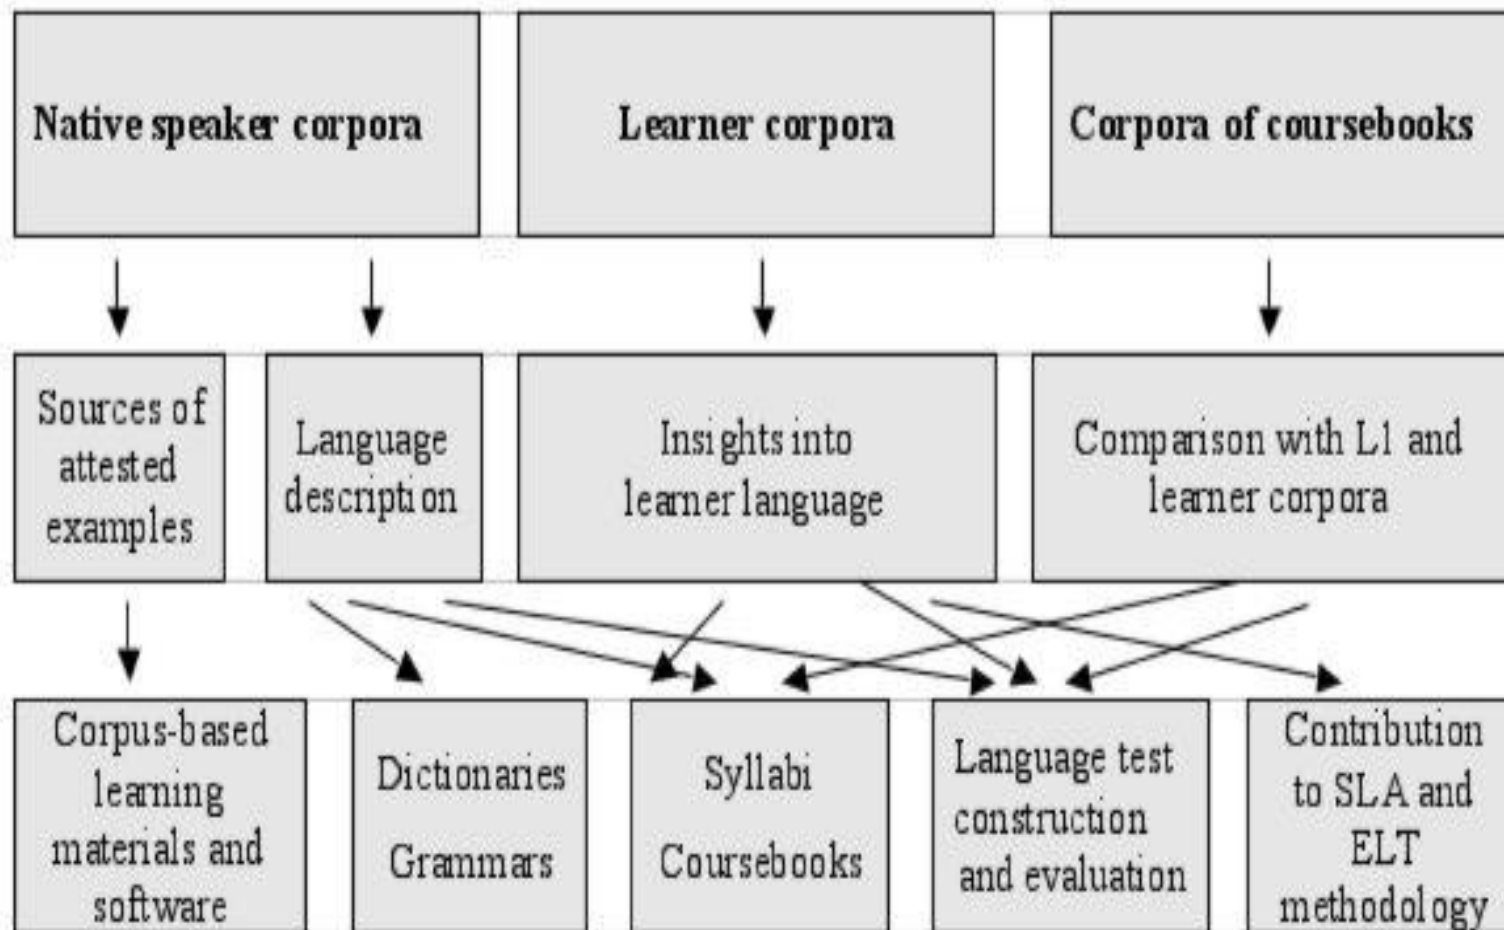 Native speaker corpora
Learner corpora
Corpora of coursebooks
Sources of
attested
examples
Language
description
Insights into
learner language
Comparison with L1 and
learner corpora
Corpus-based
learning
materials and
software
Dictionaries
Grammars
Syllabi
Coursebooks
Language test
construction
and evaluation
Contribution
to SLA and
ELT
methodology